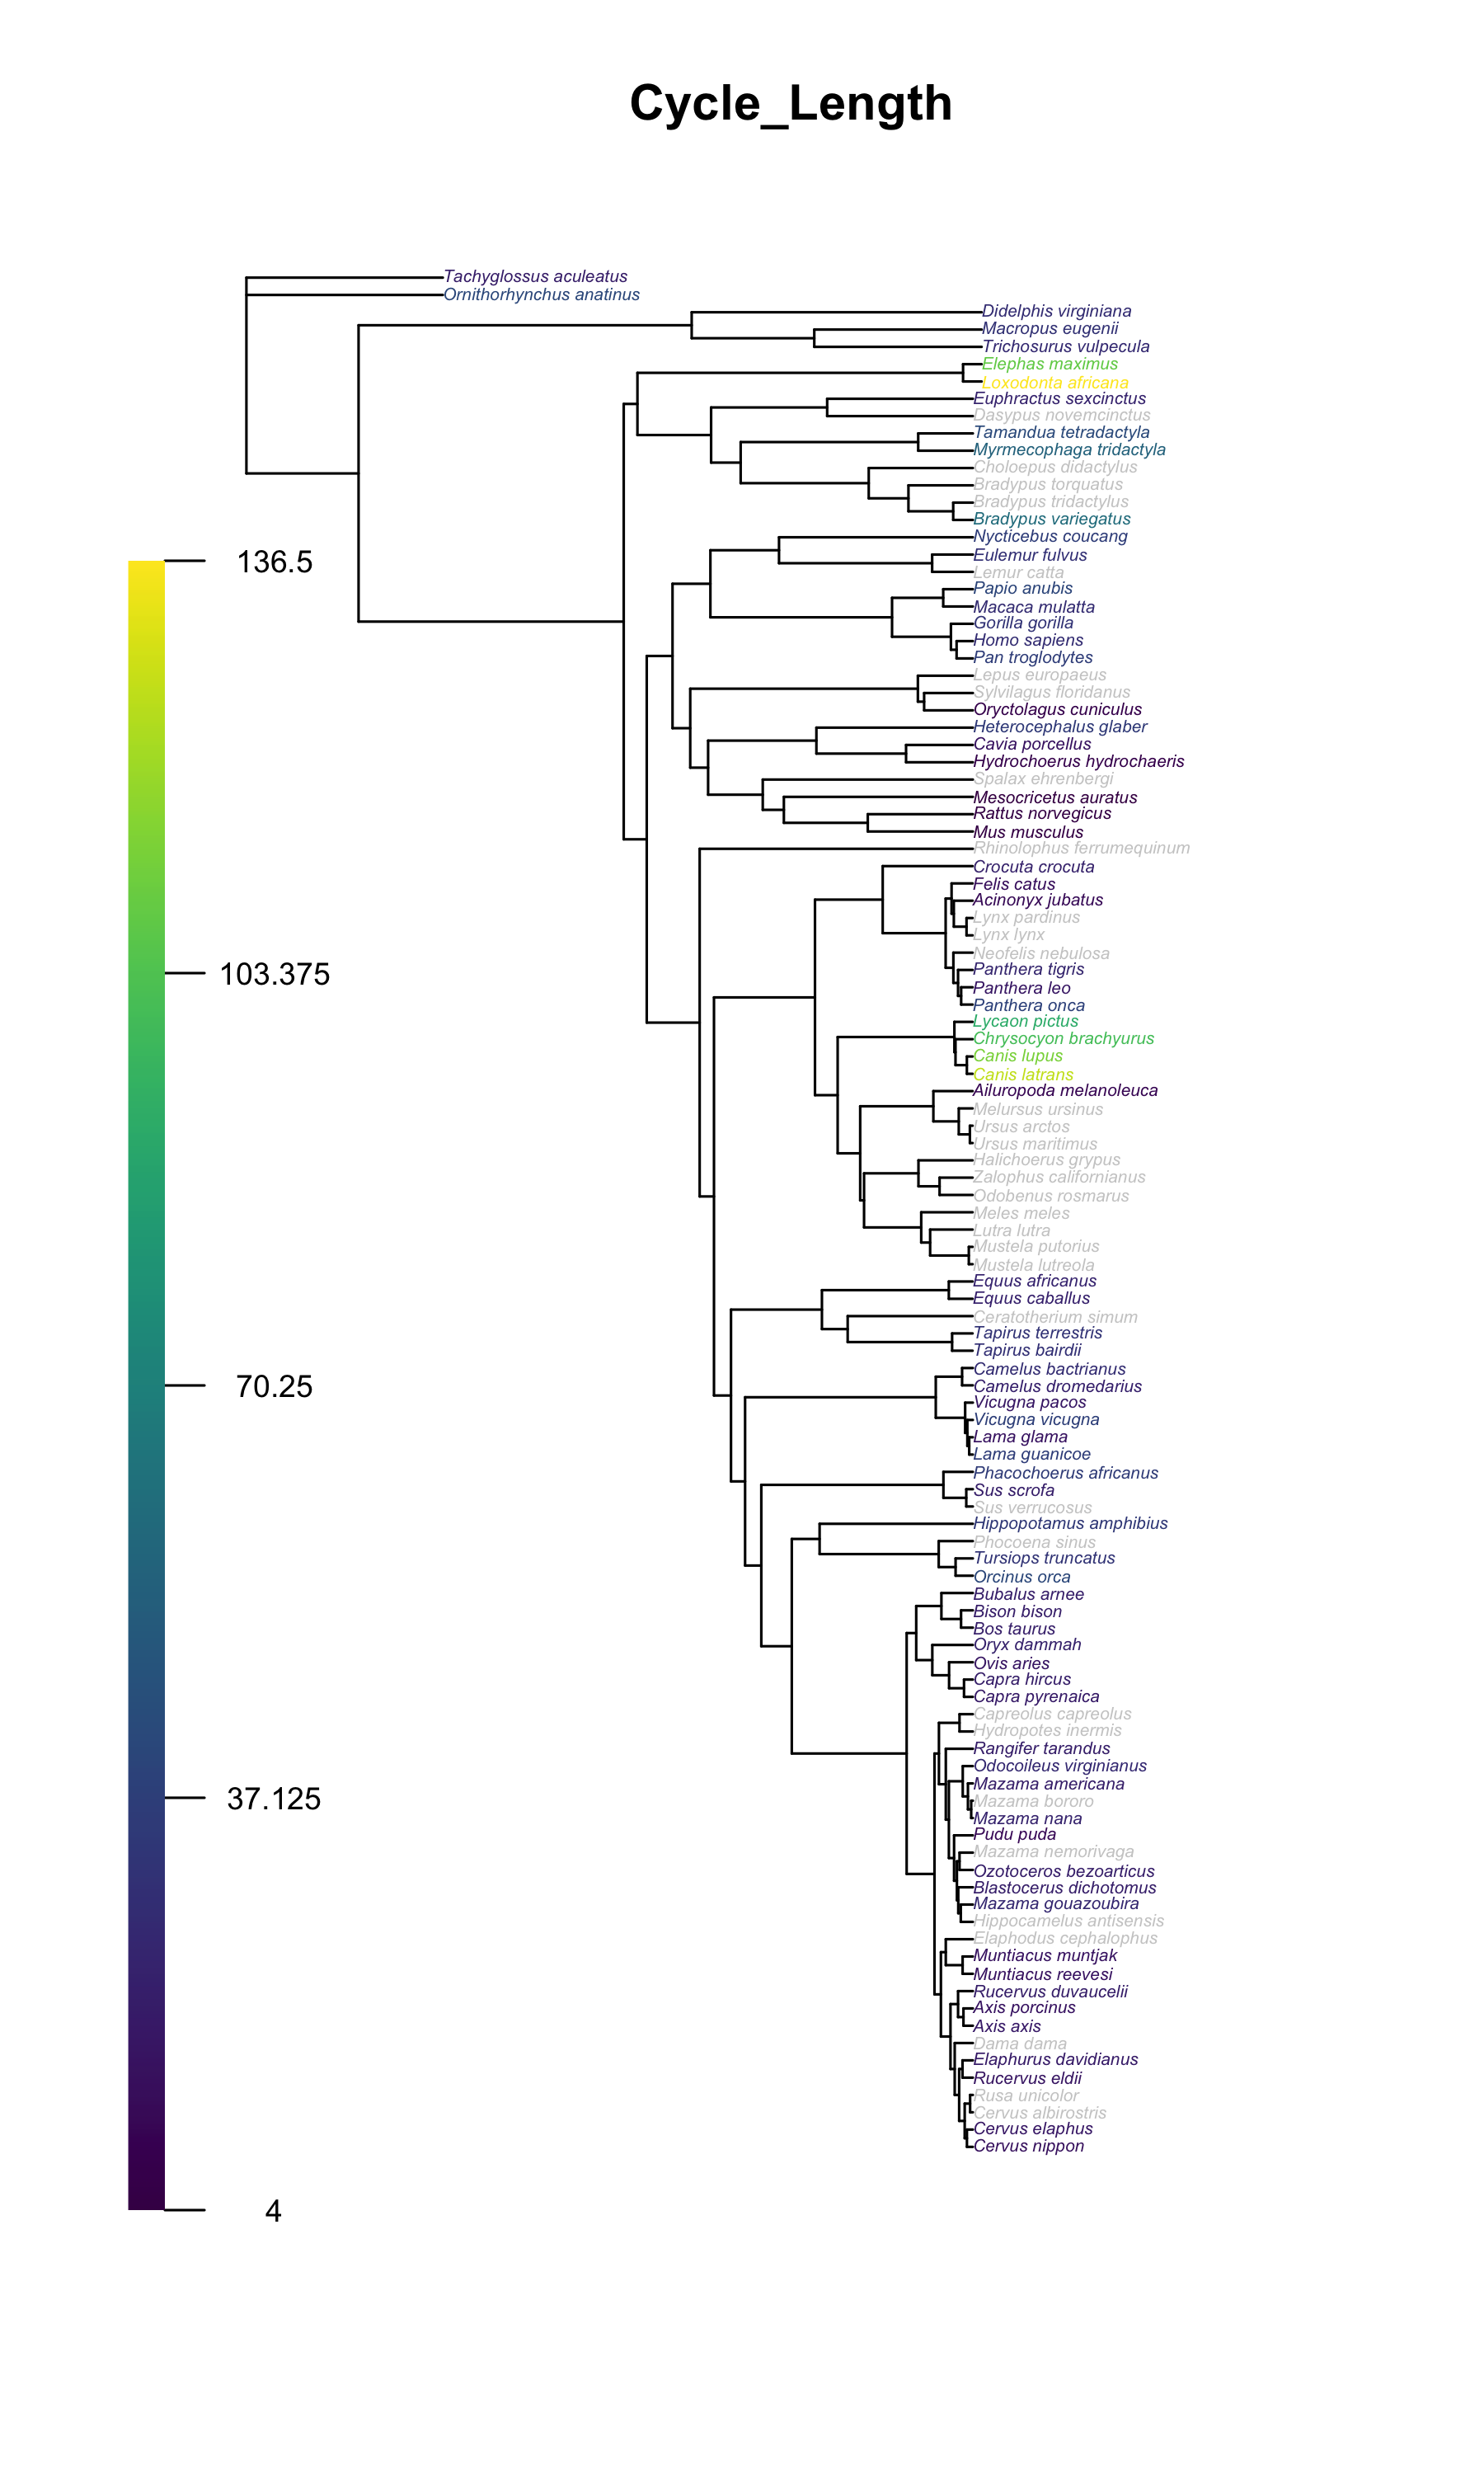 Cycle_Length
Tachyglossus aculeatus
Ornithorhynchus anatinus
Didelphis virginiana
Macropus eugenii
Trichosurus vulpecula
Elephas maximus
Loxodonta africana
Euphractus sexcinctus
Dasypus novemcinctus
Tamandua tetradactyla
Myrmecophaga tridactyla
Choloepus didactylus
Bradypus torquatus
Bradypus tridactylus
Bradypus variegatus
Nycticebus coucang
Eulemur fulvus
Lemur catta
Papio anubis
Macaca mulatta
Gorilla gorilla
Homo sapiens
Pan troglodytes
Lepus europaeus
Sylvilagus floridanus
Oryctolagus cuniculus
Heterocephalus glaber
Cavia porcellus
Hydrochoerus hydrochaeris
Spalax ehrenbergi
Mesocricetus auratus
Rattus norvegicus
Mus musculus
Rhinolophus ferrumequinum
Crocuta crocuta
Felis catus
Acinonyx jubatus
Lynx pardinus
Lynx lynx
Neofelis nebulosa
Panthera tigris
Panthera leo
Panthera onca
Lycaon pictus
Chrysocyon brachyurus
Canis lupus
Canis latrans
Ailuropoda melanoleuca
Melursus ursinus
Ursus arctos
Ursus maritimus
Halichoerus grypus
Zalophus californianus
Odobenus rosmarus
Meles meles
Lutra lutra
Mustela putorius
Mustela lutreola
Equus africanus
Equus caballus
Ceratotherium simum
Tapirus terrestris
Tapirus bairdii
Camelus bactrianus
Camelus dromedarius
Vicugna pacos
Vicugna vicugna
Lama glama
Lama guanicoe
Phacochoerus africanus
Sus scrofa
Sus verrucosus
Hippopotamus amphibius
Phocoena sinus
Tursiops truncatus
Orcinus orca
Bubalus arnee
Bison bison
Bos taurus
Oryx dammah
Ovis aries
Capra hircus
Capra pyrenaica
Capreolus capreolus
Hydropotes inermis
Rangifer tarandus
Odocoileus virginianus
Mazama americana
Mazama bororo
Mazama nana
Pudu puda
Mazama nemorivaga
Ozotoceros bezoarticus
Blastocerus dichotomus
Mazama gouazoubira
Hippocamelus antisensis
Elaphodus cephalophus
Muntiacus muntjak
Muntiacus reevesi
Rucervus duvaucelii
Axis porcinus
Axis axis
Dama dama
Elaphurus davidianus
Rucervus eldii
Rusa unicolor
Cervus albirostris
Cervus elaphus
Cervus nippon
136.5
103.375
70.25
37.125
4